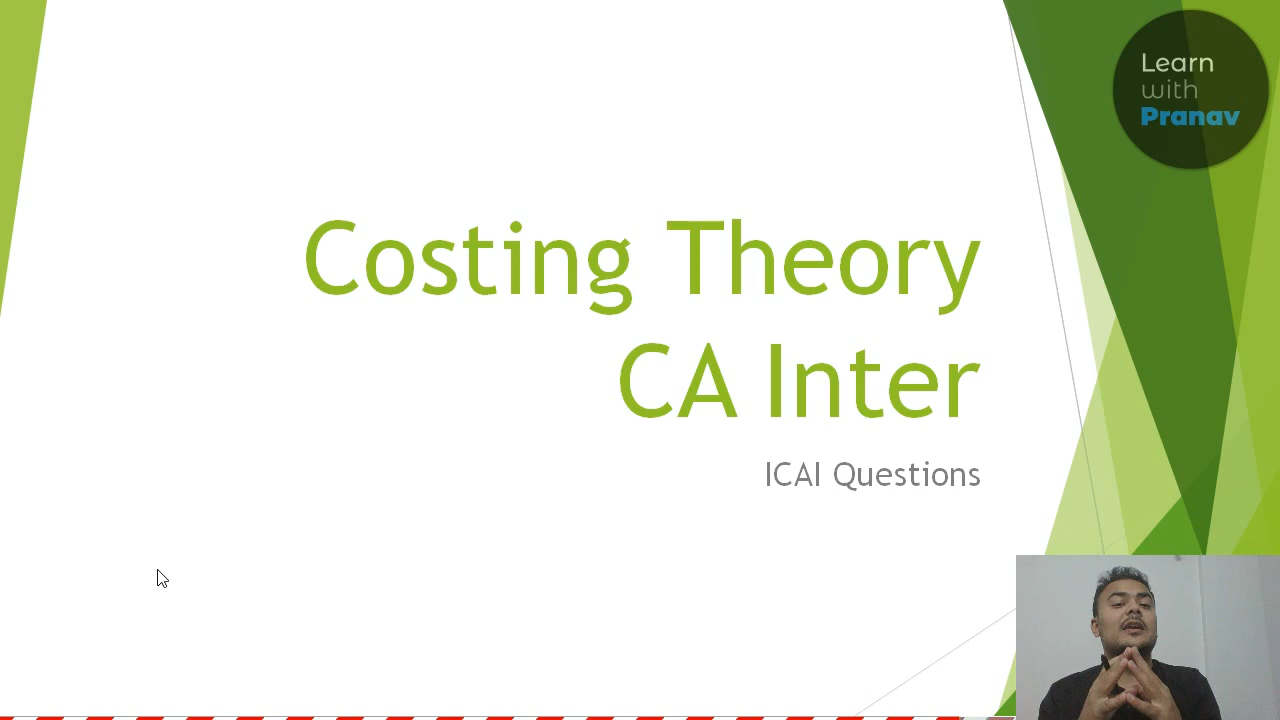 Learn
with
Pranav
Costing Theory
CA Inter
ICAI Questions